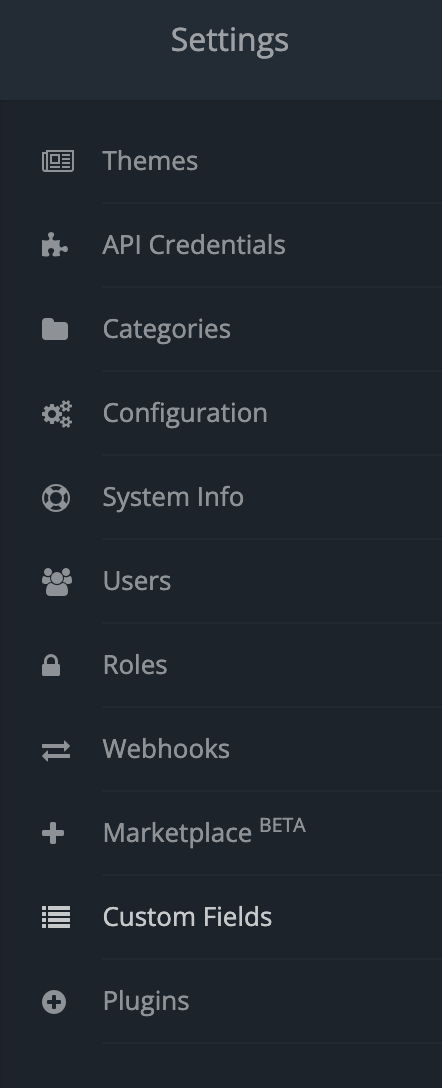 Settings
Themes
API Credentials
Categories
Configuration
System Info
Users
Roles
Webhooks
Marketplace BETA
Custom Fields
Plugins